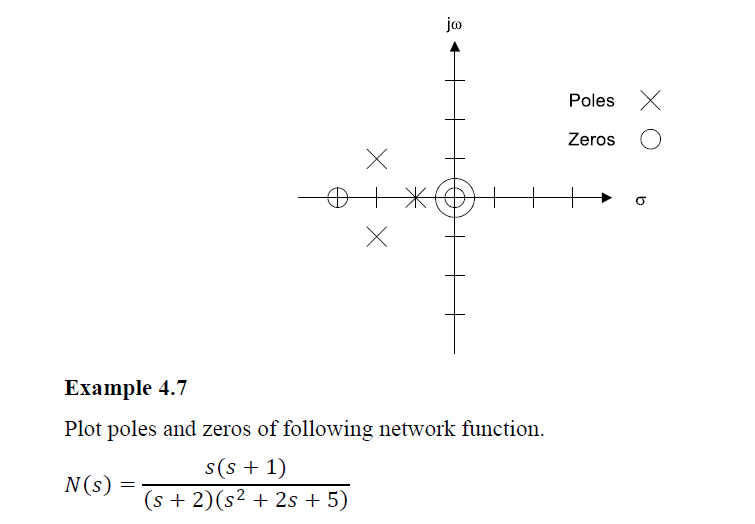 jω
Poles
Zeros
σ
Example 4.7
Plot poles and zeros of following network function.
N(s) = s(s + 1) / (s + 2)(s² + 2s + 5)